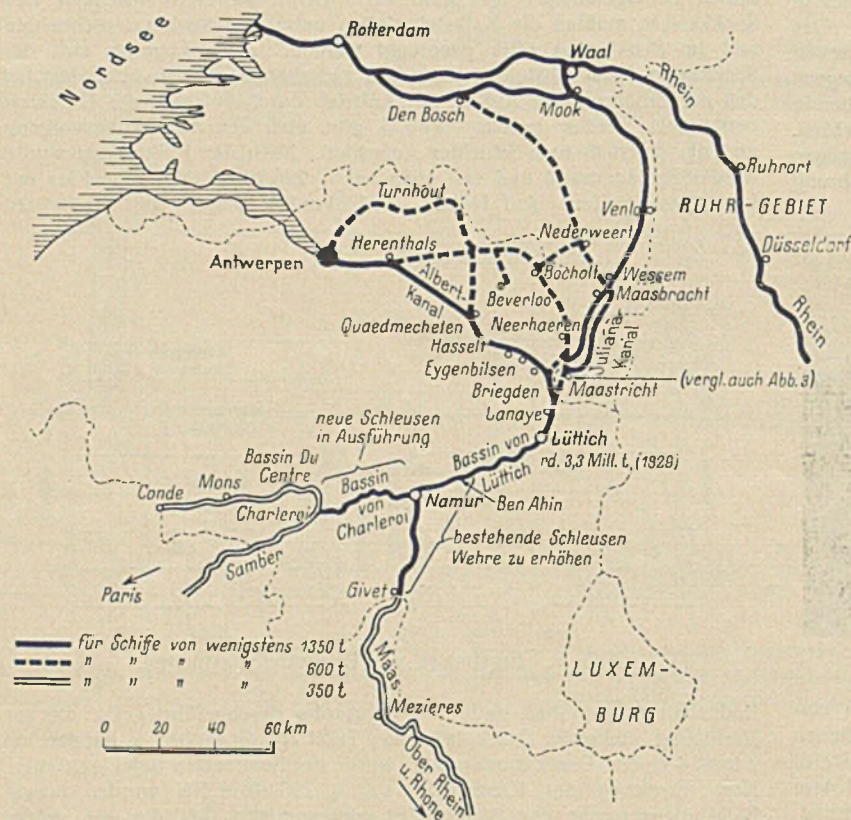 Nordsee
Rotterdam
Waal
Rhein
Den Bosch
Mook
Ruhrort
Turnhout
Venlo
RUHR-GEBIET
Herenthals
Nederweert
Düsseldorf
Antwerpen
Albert-
Kanal
Bocholt
Wessem
Beverloo
Maasbracht
Rhein
Quaedmechelen
Neerhaeren
Juliana
Kanal
Hasselt
Eygenbilsen
Briegden
Maastricht
(vergl. auch Abb. 3)
Lanaye
neue Schleusen
in Ausführung
Bassin von
Lüttich
Lüttich
rd. 3,3 Mill. t. (1929)
Bassin Du
Centre
Mons
Conde
Bassin
von
Charleroi
Charleroi
Namur
Ben Ahin
Samber
bestehende Schleusen
Wehre zu erhöhen
Paris
Givet
für Schiffe von wenigstens 1350 t
" " " " 600 t
" " " " 350 t
Maas
LUXEM-
BURG
Mezieres
0 20 60 km
Ober Rhein
u. Rhone